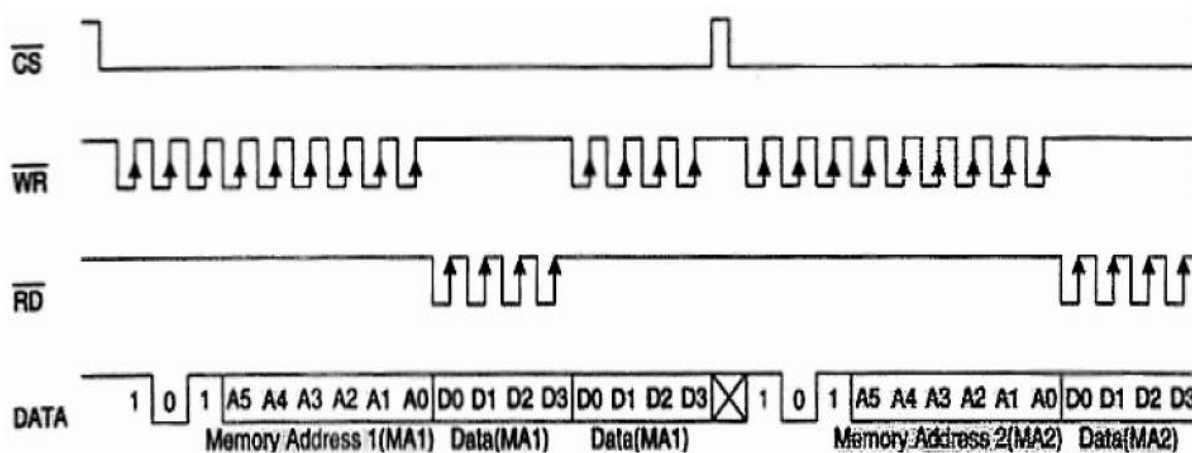 CS
WR
RD
DATA 1 0 1 A5 A4 A3 A2 A1 A0 D0 D1 D2 D3 D0 D1 D2 D3 1 0 1 A5 A4 A3 A2 A1 A0 D0 D1 D2 D3
Memory Address 1(MA1) Data(MA1) Data(MA1) Memory Address 2(MA2) Data(MA2)